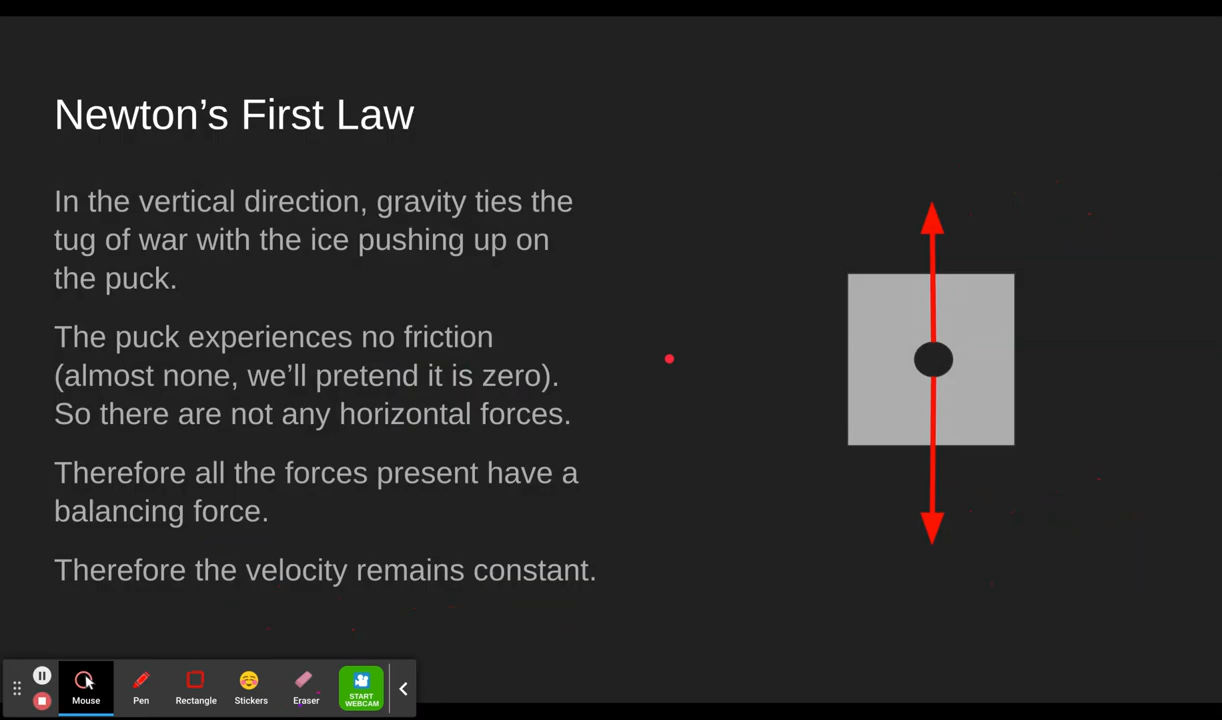 Newton’s First Law
In the vertical direction, gravity ties the
tug of war with the ice pushing up on
the puck.
The puck experiences no friction
(almost none, we’ll pretend it is zero).
So there are not any horizontal forces.
Therefore all the forces present have a
balancing force.
Therefore the velocity remains constant.
Mouse
Pen
Rectangle
Stickers
Eraser
START
WEBCAM